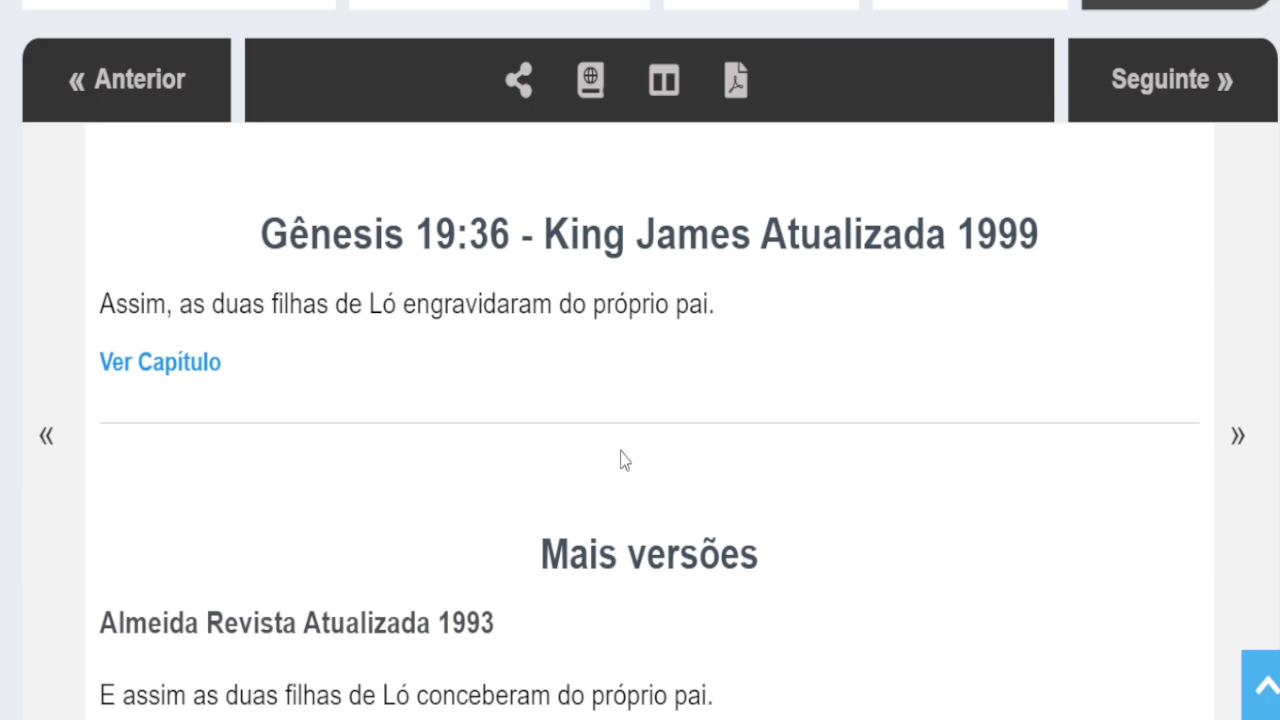 « Anterior
Seguinte »
Gênesis 19:36 - King James Atualizada 1999
Assim, as duas filhas de Ló engravidaram do próprio pai.
Ver Capítulo
«
»
Mais versões
Almeida Revista Atualizada 1993
E assim as duas filhas de Ló conceberam do próprio pai.